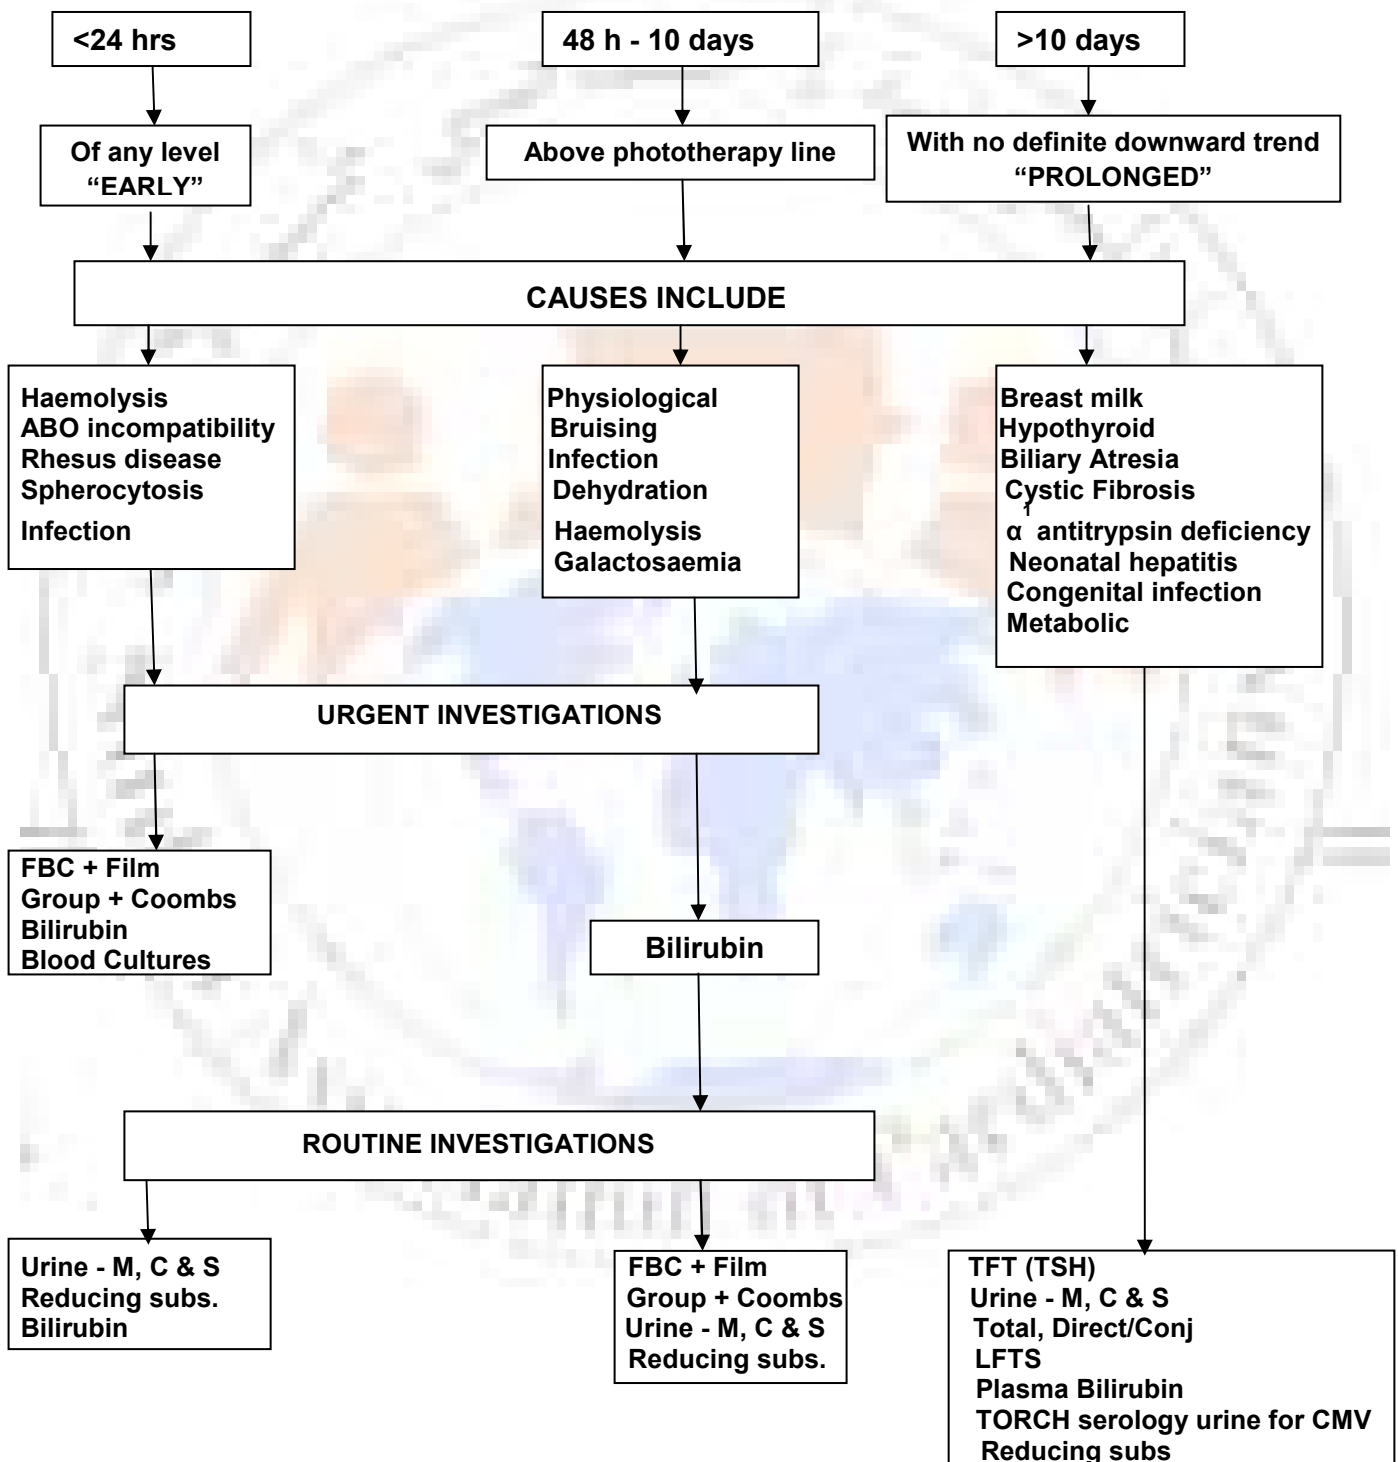 <24 hrs
48 h - 10 days
>10 days
Of any level
“EARLY”
Above phototherapy line
With no definite downward trend
“PROLONGED”
CAUSES INCLUDE
Haemolysis
ABO incompatibility
Rhesus disease
Spherocytosis
Infection
Physiological
Bruising
Infection
Dehydration
Haemolysis
Galactosaemia
Breast milk
Hypothyroid
Biliary Atresia
Cystic Fibrosis
α1 antitrypsin deficiency
Neonatal hepatitis
Congenital infection
Metabolic
URGENT INVESTIGATIONS
FBC + Film
Group + Coombs
Bilirubin
Blood Cultures
Bilirubin
ROUTINE INVESTIGATIONS
Urine - M, C & S
Reducing subs.
Bilirubin
FBC + Film
Group + Coombs
Urine - M, C & S
Reducing subs.
TFT (TSH)
Urine - M, C & S
Total, Direct/Conj
LFTS
Plasma Bilirubin
TORCH serology urine for CMV
Reducing subs